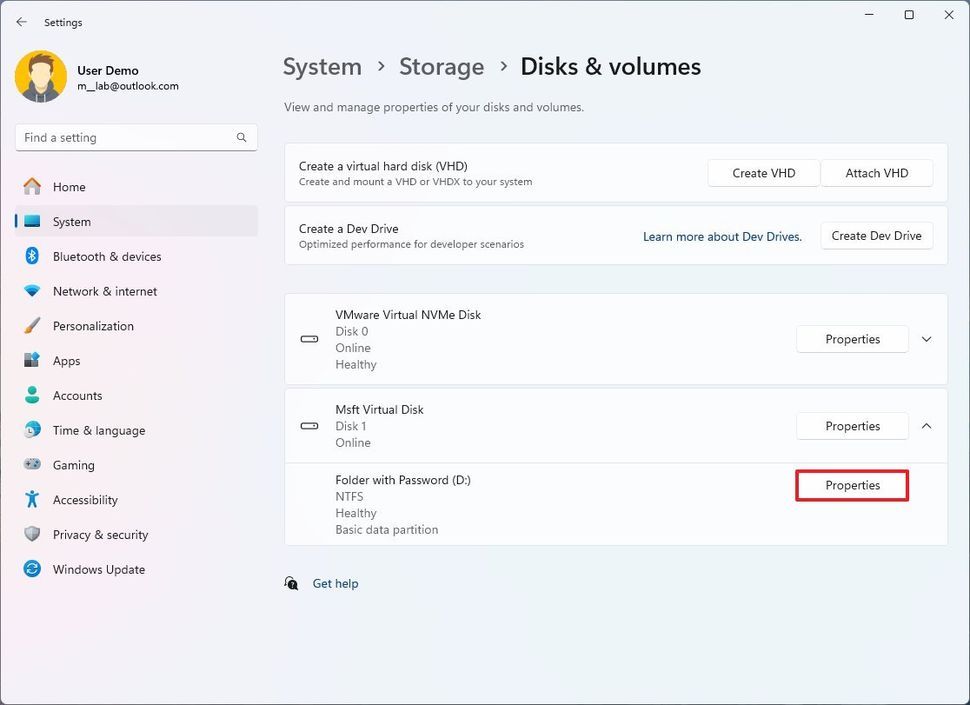 Settings
User Demo
m__lab@outlook.com
Find a setting
Home
System
Bluetooth & devices
Network & internet
Personalization
Apps
Accounts
Time & language
Gaming
Accessibility
Privacy & security
Windows Update
System > Storage > Disks & volumes
View and manage properties of your disks and volumes.
Create a virtual hard disk (VHD)
Create and mount a VHD or VHDX to your system
Create VHD
Attach VHD
Create a Dev Drive
Optimized performance for developer scenarios
Learn more about Dev Drives.
Create Dev Drive
VMware Virtual NVMe Disk
Disk 0
Online
Healthy
Properties
Msft Virtual Disk
Disk 1
Online
Properties
Folder with Password (D:)
NTFS
Healthy
Basic data partition
Properties
Get help